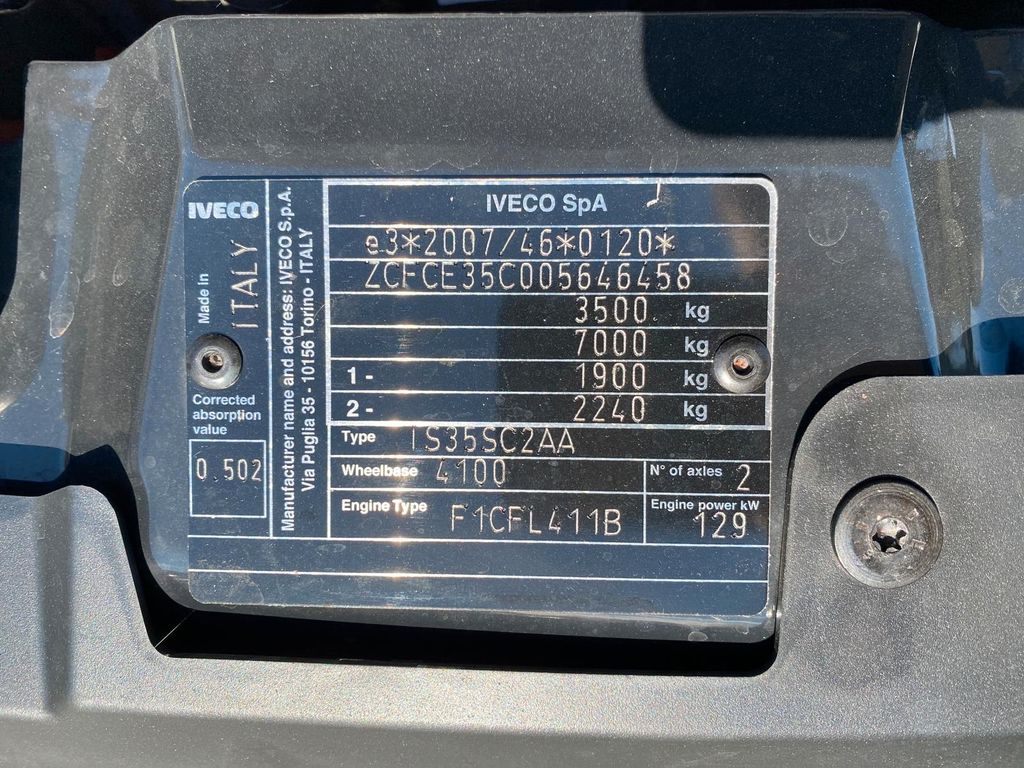 IVECO
Made in ITALY
Corrected
absorption
value
0.502
Manufacturer name and address: IVECO S.p.A.
Via Puglia 35 - 10156 Torino - ITALY
IVECO SpA
e3*2007/46*0120*
ZCFCE35C005646458
3500 kg
7000 kg
1 - 1900 kg
2 - 2240 kg
Type IS35SC2AA
Wheelbase 4100 N° of axles 2
Engine Type F1CFL411B Engine power kW 129